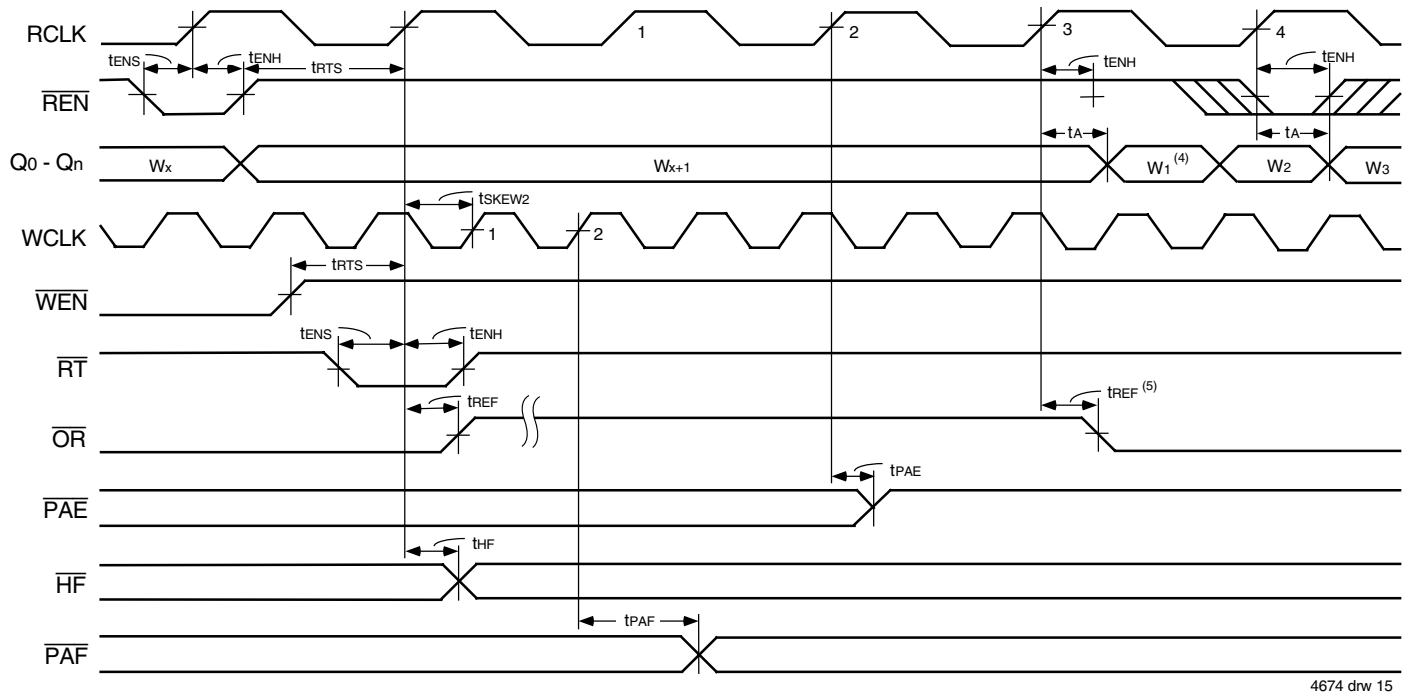 RCLK 1 2 3 4
tENS tENH tRTS tENH tENH
REN
tA tA
Q0 - Qn Wx Wx+1 W1 (4) W2 W3
tSKEW2
WCLK 1 2
tRTS
WEN
tENS tENH
RT
tREF tREF (5)
OR
tPAE
PAE
tHF
HF
tPAF
PAF
4674 drw 15